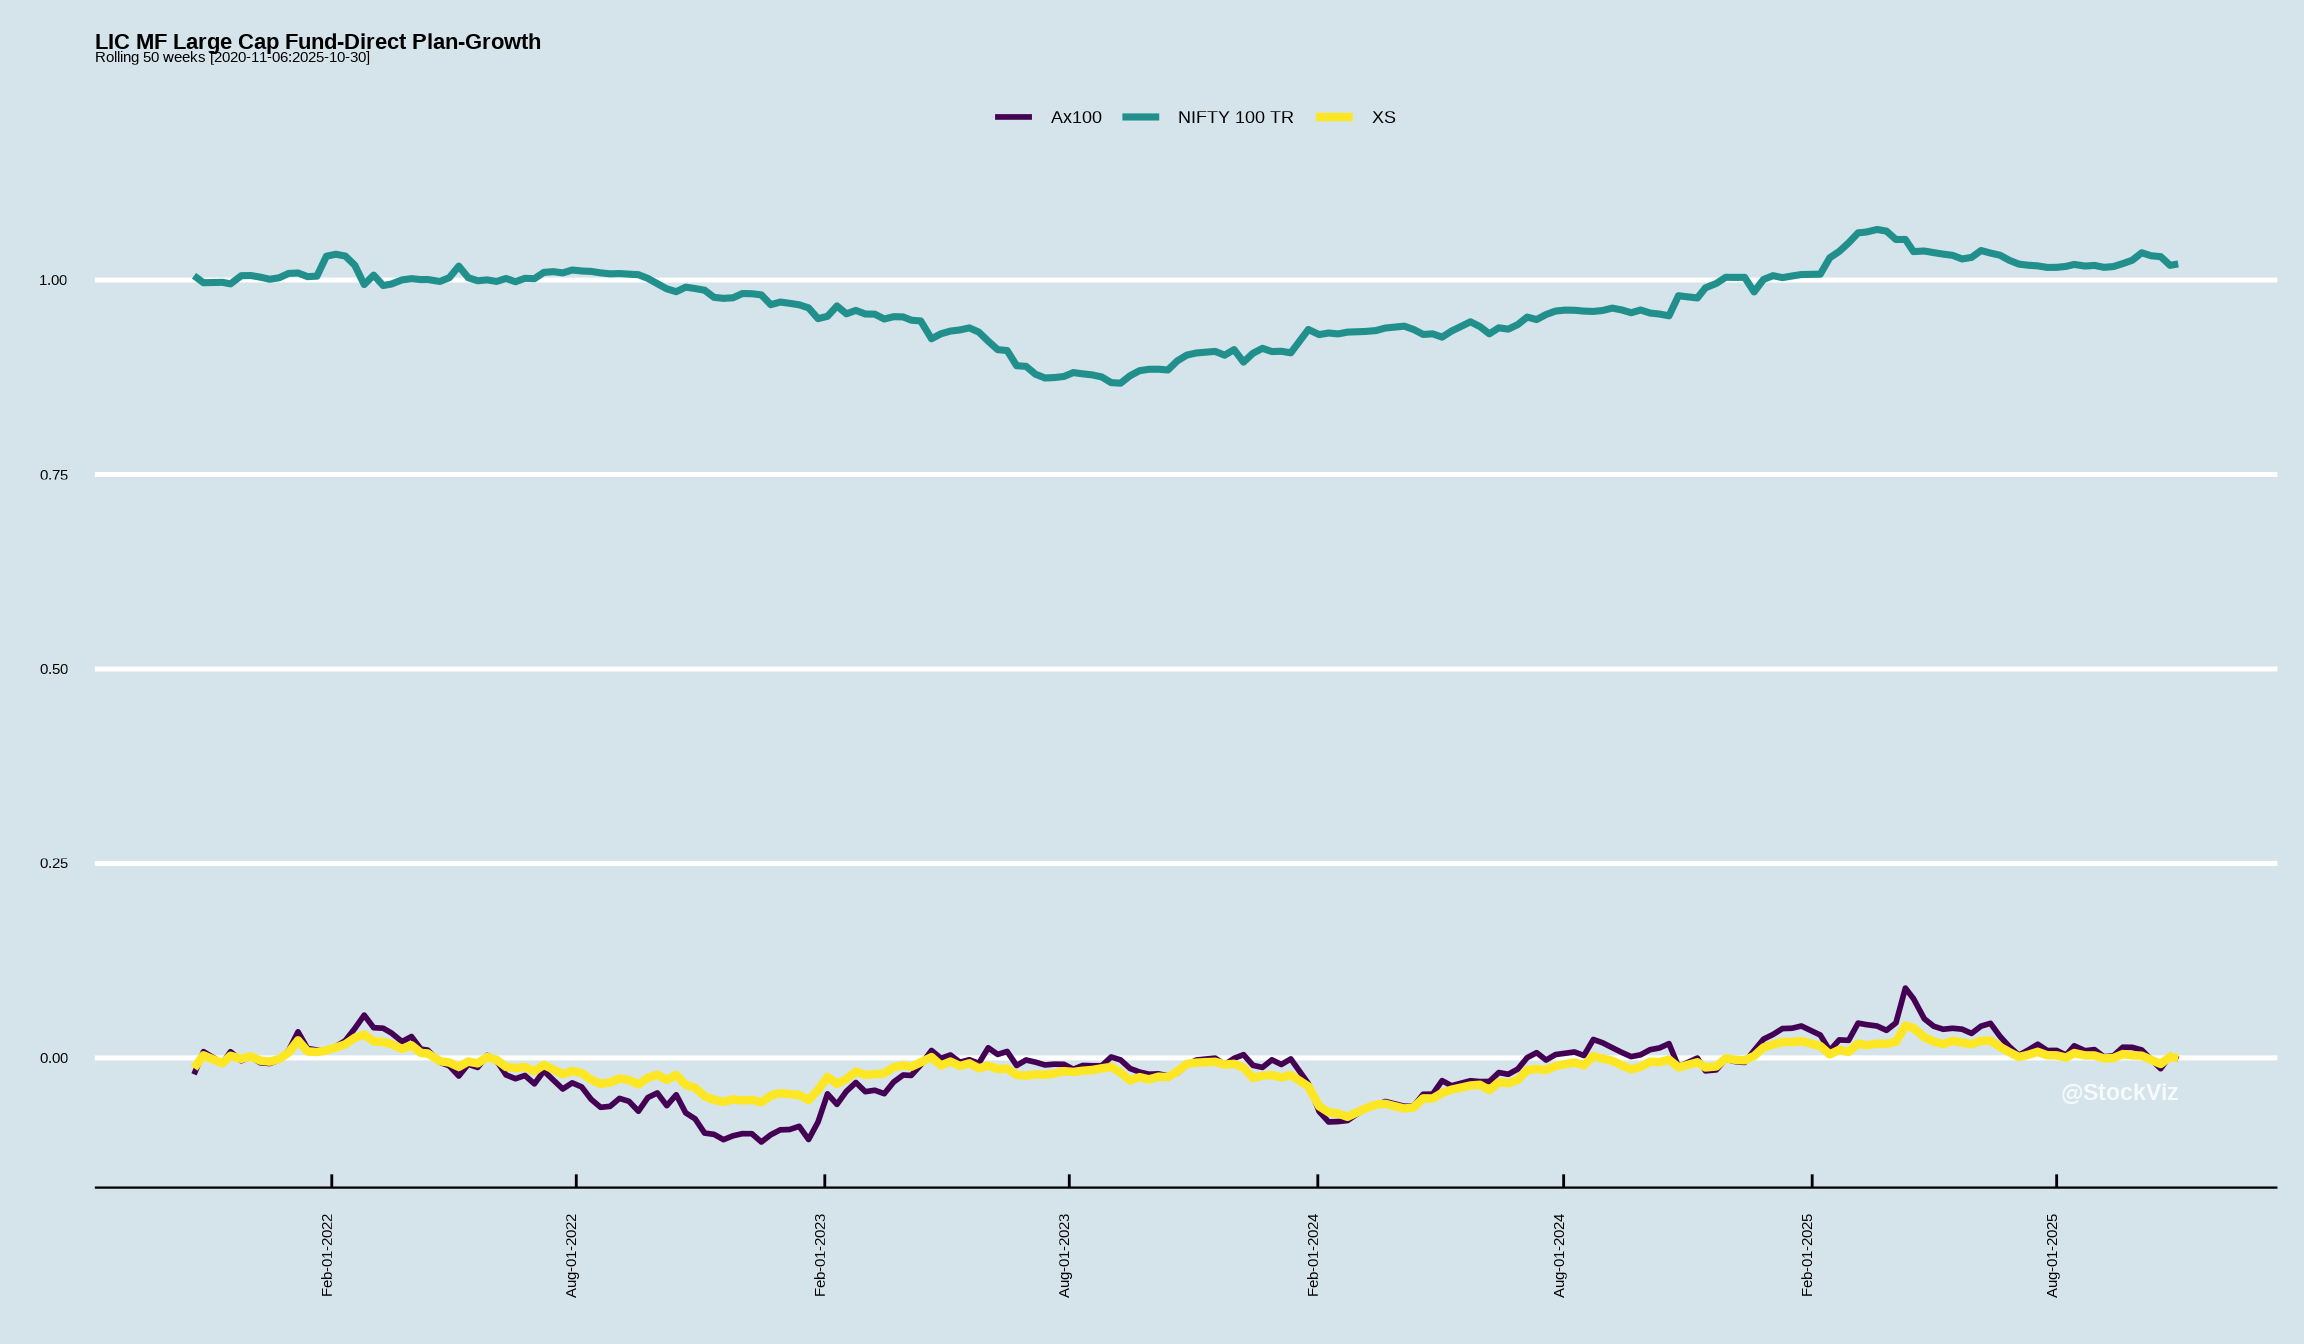 LIC MF Large Cap Fund-Direct Plan-Growth
Rolling 50 weeks [2020-11-06:2025-10-30]
Ax100 NIFTY 100 TR XS
1.00
0.75
0.50
0.25
0.00
@StockViz
Feb-01-2022
Aug-01-2022
Feb-01-2023
Aug-01-2023
Feb-01-2024
Aug-01-2024
Feb-01-2025
Aug-01-2025